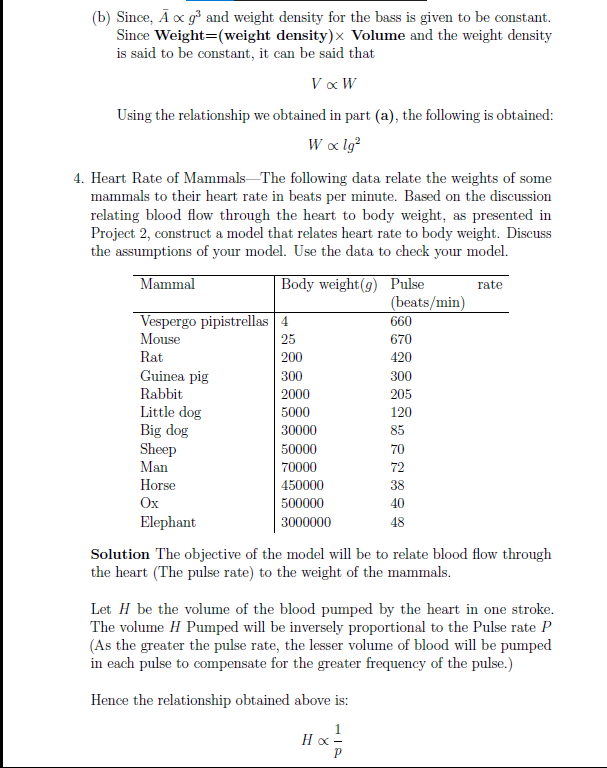 (b) Since, Ā ∝ g³ and weight density for the bass is given to be constant.
Since Weight=(weight density)× Volume and the weight density
is said to be constant, it can be said that
V ∝ W
Using the relationship we obtained in part (a), the following is obtained:
W ∝ lg²
4. Heart Rate of Mammals—The following data relate the weights of some
mammals to their heart rate in beats per minute. Based on the discussion
relating blood flow through the heart to body weight, as presented in
Project 2, construct a model that relates heart rate to body weight. Discuss
the assumptions of your model. Use the data to check your model.
Mammal Body weight(g) Pulse rate
(beats/min)
Vespergo pipistrellas 4 660
Mouse 25 670
Rat 200 420
Guinea pig 300 300
Rabbit 2000 205
Little dog 5000 120
Big dog 30000 85
Sheep 50000 70
Man 70000 72
Horse 450000 38
Ox 500000 40
Elephant 3000000 48
Solution The objective of the model will be to relate blood flow through
the heart (The pulse rate) to the weight of the mammals.
Let H be the volume of the blood pumped by the heart in one stroke.
The volume H Pumped will be inversely proportional to the Pulse rate P
(As the greater the pulse rate, the lesser volume of blood will be pumped
in each pulse to compensate for the greater frequency of the pulse.)
Hence the relationship obtained above is:
H ∝ 1/p